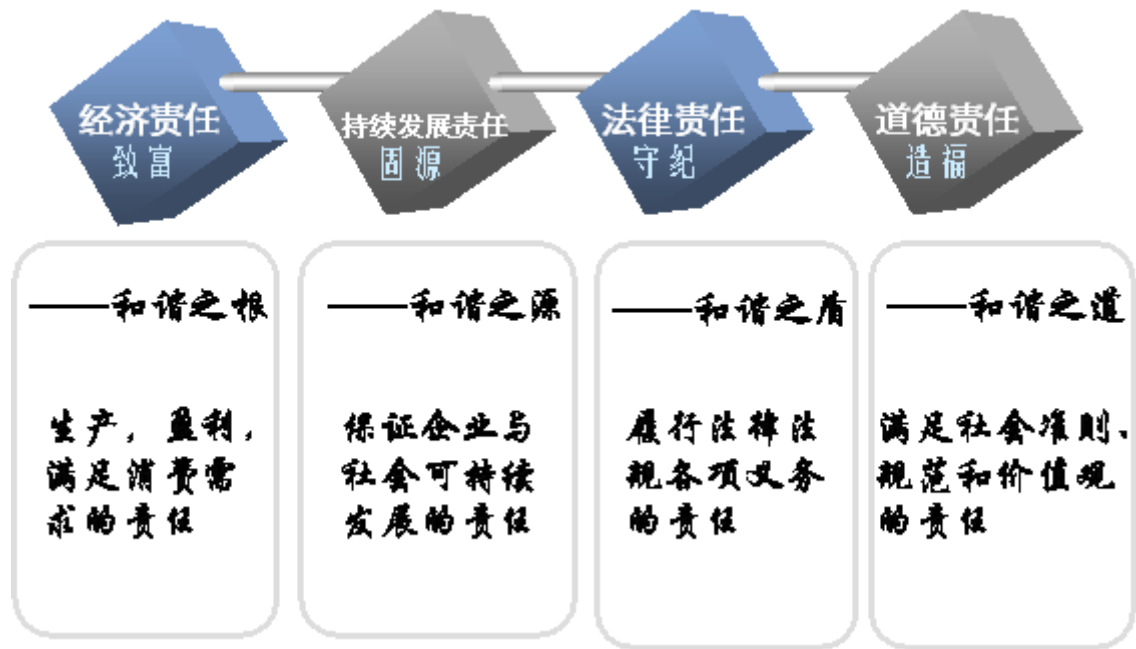 经济责任
致富
持续发展责任
固源
法律责任
守纪
道德责任
造福
——和谐之根
生产，盈利，
满足消费需
求的责任
——和谐之源
保证企业与
社会可持续
发展的责任
——和谐之盾
履行法律法
规各项义务
的责任
——和谐之道
满足社会准则、
规范和价值观
的责任